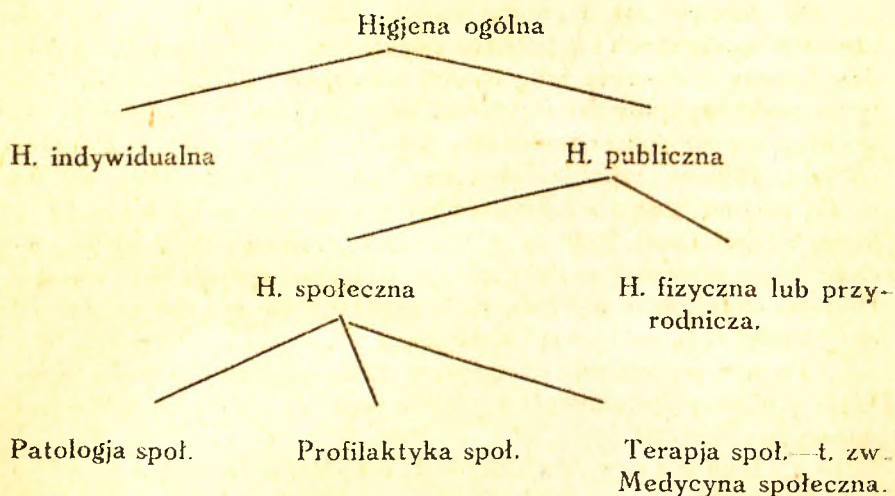 Higjena ogólna
H. indywidualna H. publiczna
H. społeczna H. fizyczna lub przy-
rodnicza.
Patologja społ. Profilaktyka społ. Terapja społ. — t. zw.
Medycyna społeczna.